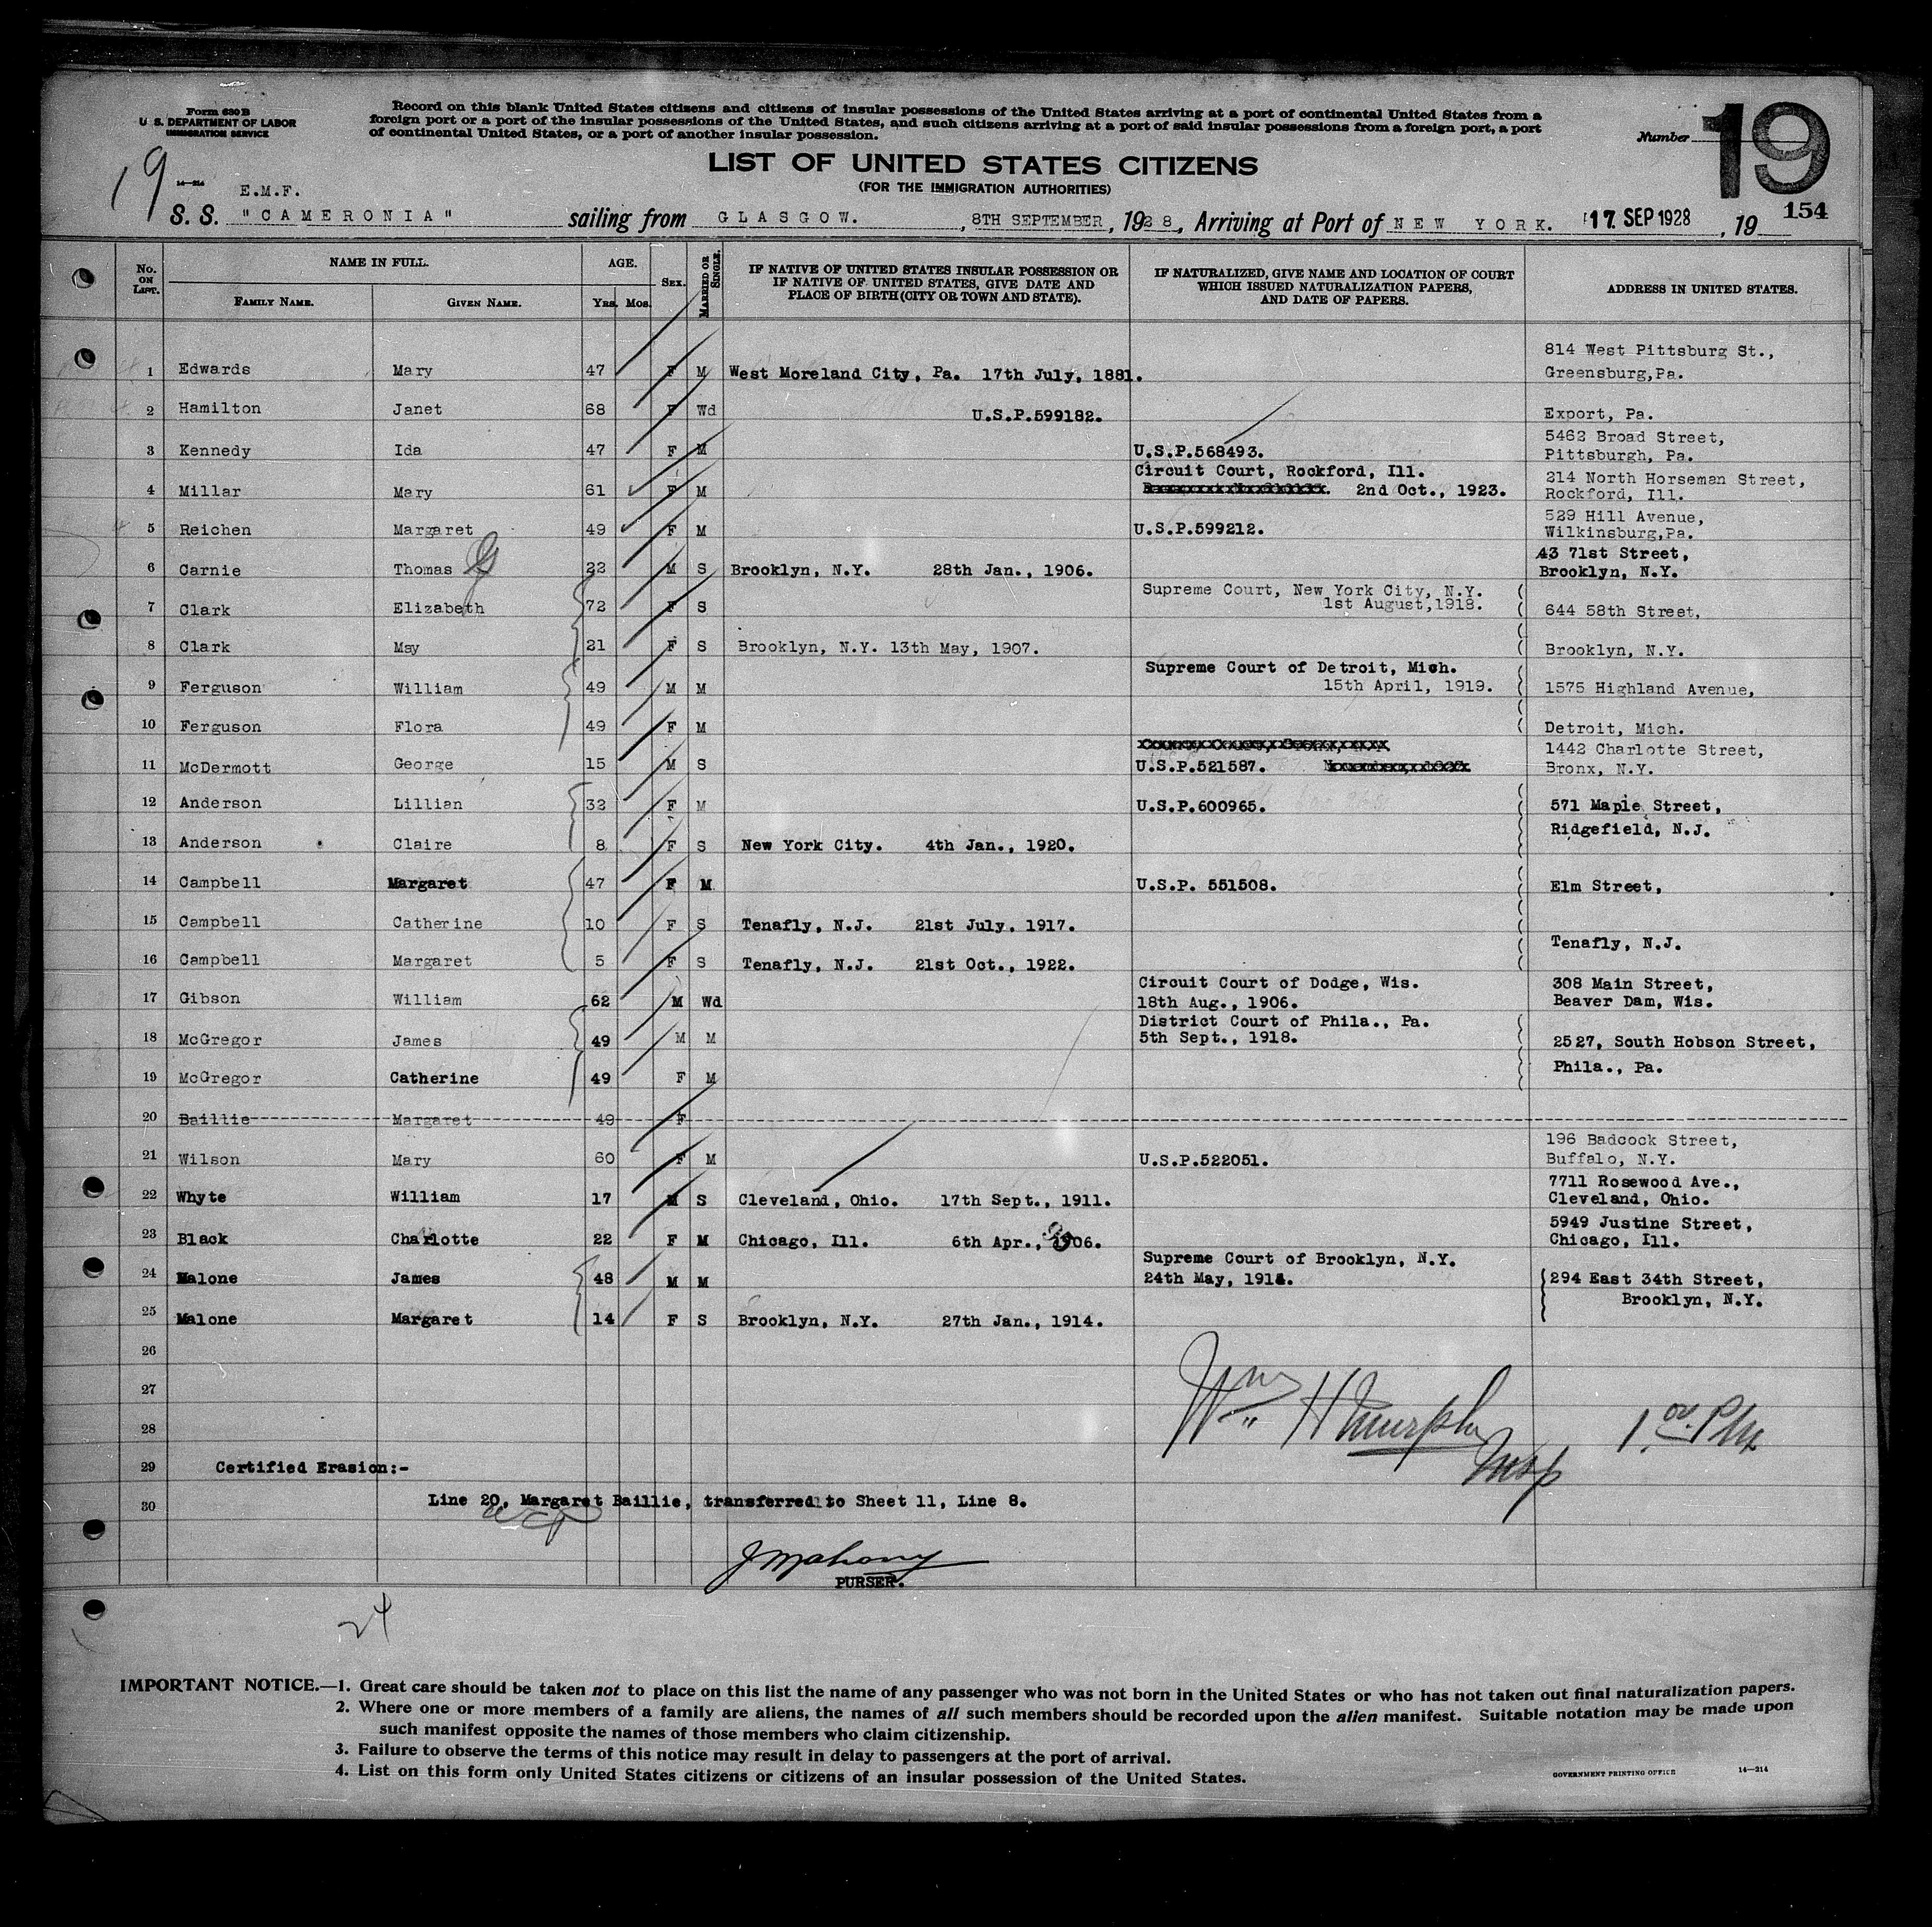 Form 630 B
U. S. DEPARTMENT OF LABOR
IMMIGRATION SERVICE
Record on this blank United States citizens and citizens of insular possessions of the United States arriving at a port of continental United States from a
foreign port or a port of the insular possessions of the United States, and such citizens arriving at a port of said insular possessions from a foreign port, a port
of continental United States, or a port of another insular possession.
Number 19
LIST OF UNITED STATES CITIZENS
(FOR THE IMMIGRATION AUTHORITIES)
19
14—214
E.M.F.
154
S. S. "CAMERONIA" sailing from GLASGOW. , 8TH SEPTEMBER , 1928, Arriving at Port of NEW YORK. 17 SEP 1928 , 19
No. ON LIST. NAME IN FULL. AGE. SEX. MARRIED OR SINGLE. IF NATIVE OF UNITED STATES INSULAR POSSESSION OR IF NATIVE OF UNITED STATES, GIVE DATE AND PLACE OF BIRTH (CITY OR TOWN AND STATE). IF NATURALIZED, GIVE NAME AND LOCATION OF COURT WHICH ISSUED NATURALIZATION PAPERS, AND DATE OF PAPERS. ADDRESS IN UNITED STATES.
FAMILY NAME. GIVEN NAME. Yrs. Mos.
814 West Pittsburg St.,
1 Edwards Mary 47 F M West Moreland City, Pa. 17th July, 1881. Greensburg,Pa.
2 Hamilton Janet 68 F Wd U.S.P.599182. Export, Pa.
5462 Broad Street,
3 Kennedy Ida 47 F M U.S.P.568493. Pittsburgh, Pa.
Circuit Court, Rockford, Ill. 214 North Horseman Street,
4 Millar Mary 61 F M 2nd Oct., 1923. Rockford, Ill.
529 Hill Avenue,
5 Reichen Margaret 49 F M U.S.P.599212. Wilkinsburg,Pa.
43 71st Street,
6 Carnie Thomas G 22 M S Brooklyn, N.Y. 28th Jan., 1906. Brooklyn, N.Y.
Supreme Court, New York City, N.Y.
7 Clark Elizabeth 72 F S 1st August,1918. 644 58th Street,
8 Clark May 21 F S Brooklyn, N.Y. 13th May, 1907. Brooklyn, N.Y.
Supreme Court of Detroit, Mich.
9 Ferguson William 49 M M 15th April, 1919. 1575 Highland Avenue,
10 Ferguson Flora 49 F M Detroit, Mich.
1442 Charlotte Street,
11 McDermott George 15 M S U.S.P.521587. Bronx, N.Y.
12 Anderson Lillian 32 F M U.S.P.600965. 571 Maple Street,
Ridgefield, N.J.
13 Anderson Claire 8 F S New York City. 4th Jan., 1920.
14 Campbell Margaret 47 F M U.S.P. 551508. Elm Street,
15 Campbell Catherine 10 F S Tenafly, N.J. 21st July, 1917.
Tenafly, N.J.
16 Campbell Margaret 5 F S Tenafly, N.J. 21st Oct., 1922.
Circuit Court of Dodge, Wis. 308 Main Street,
17 Gibson William 62 M Wd 18th Aug., 1906. Beaver Dam, Wis.
District Court of Phila., Pa.
18 McGregor James 49 M M 5th Sept., 1918. 2527, South Hobson Street,
Phila., Pa.
19 McGregor Catherine 49 F M
20 Baillie Margaret 49 F
196 Badcock Street,
21 Wilson Mary 60 F M U.S.P.522051. Buffalo, N.Y.
7711 Rosewood Ave.,
22 Whyte William 17 M S Cleveland, Ohio. 17th Sept., 1911. Cleveland, Ohio.
5949 Justine Street,
23 Black Charlotte 22 F M Chicago, Ill. 6th Apr., 1906. Chicago, Ill.
Supreme Court of Brooklyn, N.Y.
24 Malone James 48 M M 24th May, 1914. 294 East 34th Street,
Brooklyn, N.Y.
25 Malone Margaret 14 F S Brooklyn, N.Y. 27th Jan., 1914.
26
27
28
Wm H Murphy
29 Certified Erasion:-
30 Line 20, Margaret Baillie, transferred to Sheet 11, Line 8.
J Mahony
PURSER.
24
IMPORTANT NOTICE.—1. Great care should be taken not to place on this list the name of any passenger who was not born in the United States or who has not taken out final naturalization papers.
2. Where one or more members of a family are aliens, the names of all such members should be recorded upon the alien manifest. Suitable notation may be made upon
such manifest opposite the names of those members who claim citizenship.
3. Failure to observe the terms of this notice may result in delay to passengers at the port of arrival.
4. List on this form only United States citizens or citizens of an insular possession of the United States.
GOVERNMENT PRINTING OFFICE 14—214